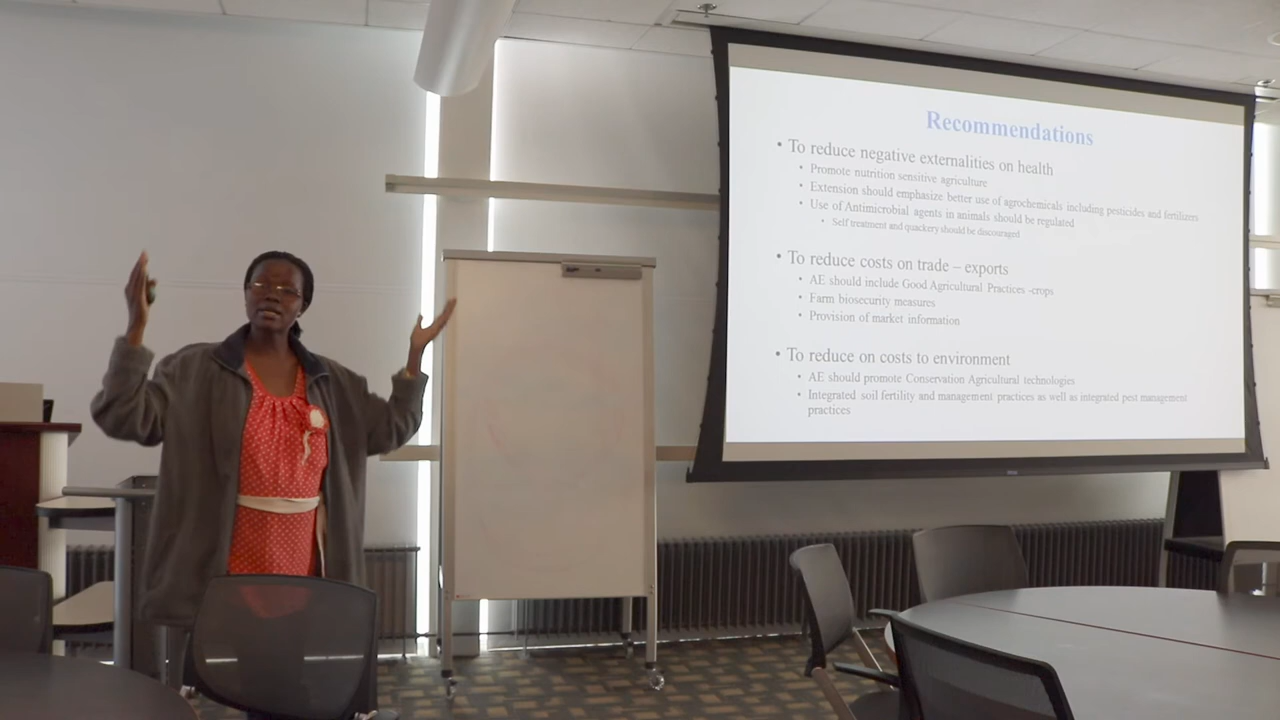 Recommendations
• To reduce negative externalities on health
• Promote nutrition sensitive agriculture
• Extension should emphasize better use of agrochemicals including pesticides and fertilizers
• Use of Antimicrobial agents in animals should be regulated
• Self treatment and quackery should be discouraged
• To reduce costs on trade – exports
• AE should include Good Agricultural Practices -crops
• Farm biosecurity measures
• Provision of market information
• To reduce on costs to environment
• AE should promote Conservation Agricultural technologies
• Integrated soil fertility and management practices as well as integrated pest management
practices